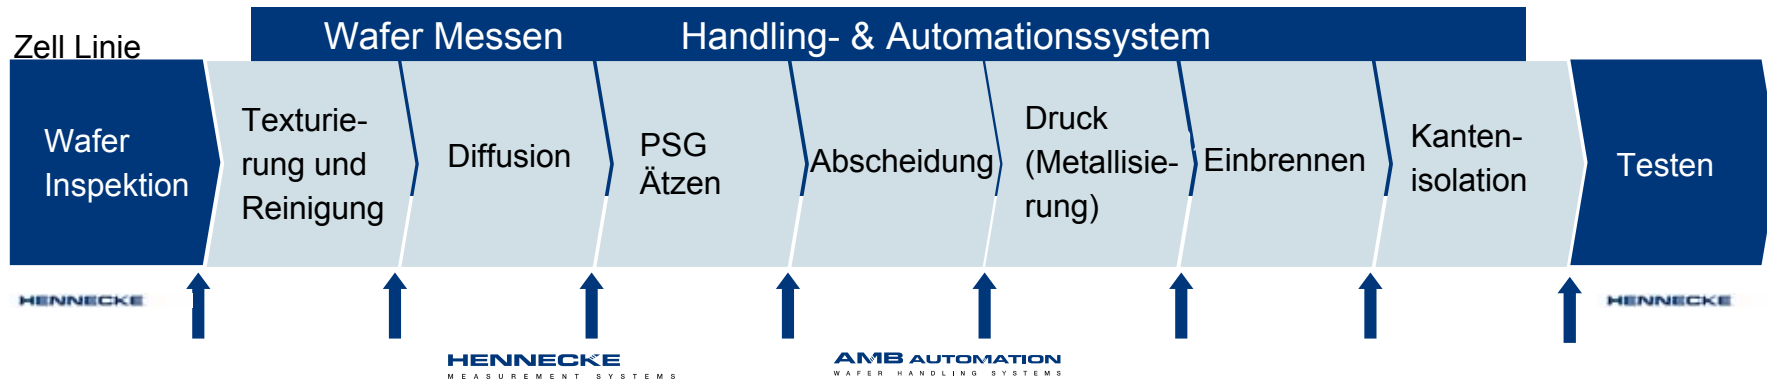 Wafer Messen Handling- & Automationssystem
Zell Linie
Wafer
Inspektion
Texturie-
rung und
Reinigung
Diffusion
PSG
Ätzen
Abscheidung
Druck
(Metallisie-
rung)
Einbrennen
Kanten-
isolation
Testen
HENNECKE
HENNECKE
HENNECKE
MEASUREMENT SYSTEMS
AMB AUTOMATION
WAFER HANDLING SYSTEMS